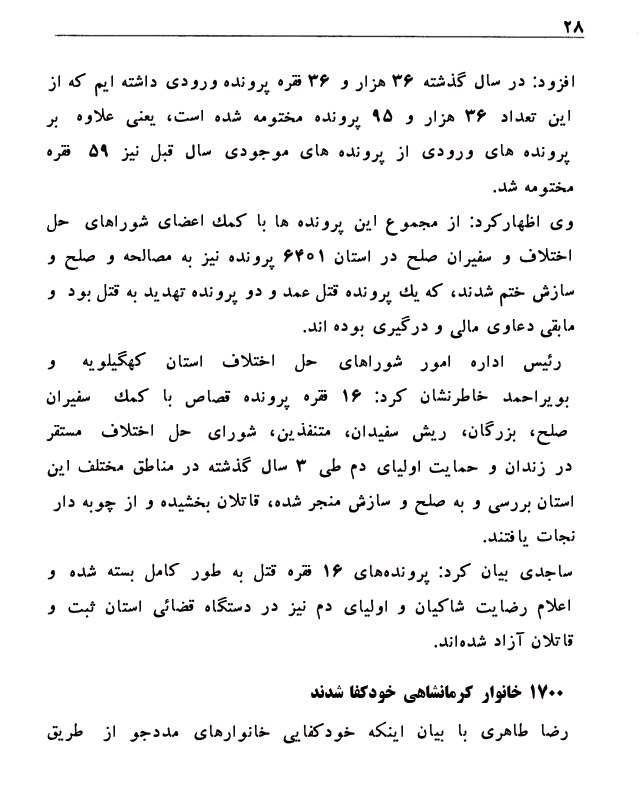 ۲۸
افزود: در سال گذشته ۳۶ هزار و ۳۶ فقره پرونده ورودی داشته ایم که از
این تعداد ۳۶ هزار و ۹۵ پرونده مختومه شده است، یعنی علاوه بر
پرونده های ورودی از پرونده های موجودی سال قبل نیز ۵۹ فقره
مختومه شد.
وی اظهارکرد: از مجموع این پرونده ها با کمک اعضای شوراهای حل
اختلاف و سفیران صلح در استان ۶۴۰۱ پرونده نیز به مصالحه و صلح و
سازش ختم شدند، که یك پرونده قتل عمد و دو پرونده تهدید به قتل بود و
مابقی دعاوی مالی و درگیری بوده اند.
رئیس اداره امور شوراهای حل اختلاف استان کهگیلویه و
بویراحمد خاطرنشان کرد: ۱۶ فقره پرونده قصاص با کمك سفیران
صلح، بزرگان، ریش سفیدان، متنفذین، شورای حل اختلاف مستقر
در زندان و حمایت اولیای دم طی ۳ سال گذشته در مناطق مختلف این
استان بررسی و به صلح و سازش منجر شده، قاتلان بخشیده و از چوبه دار
نجات یافتند.
ساجدی بیان کرد: پرونده‌های ۱۶ فقره قتل به طور کامل بسته شده و
اعلام رضایت شاکیان و اولیای دم نیز در دستگاه قضائی استان ثبت و
قاتلان آزاد شده‌اند.
۱۷۰۰ خانوار کرمانشاهی خودکفا شدند
رضا طاهری با بیان اینکه خودکفایی خانوارهای مددجو از طریق